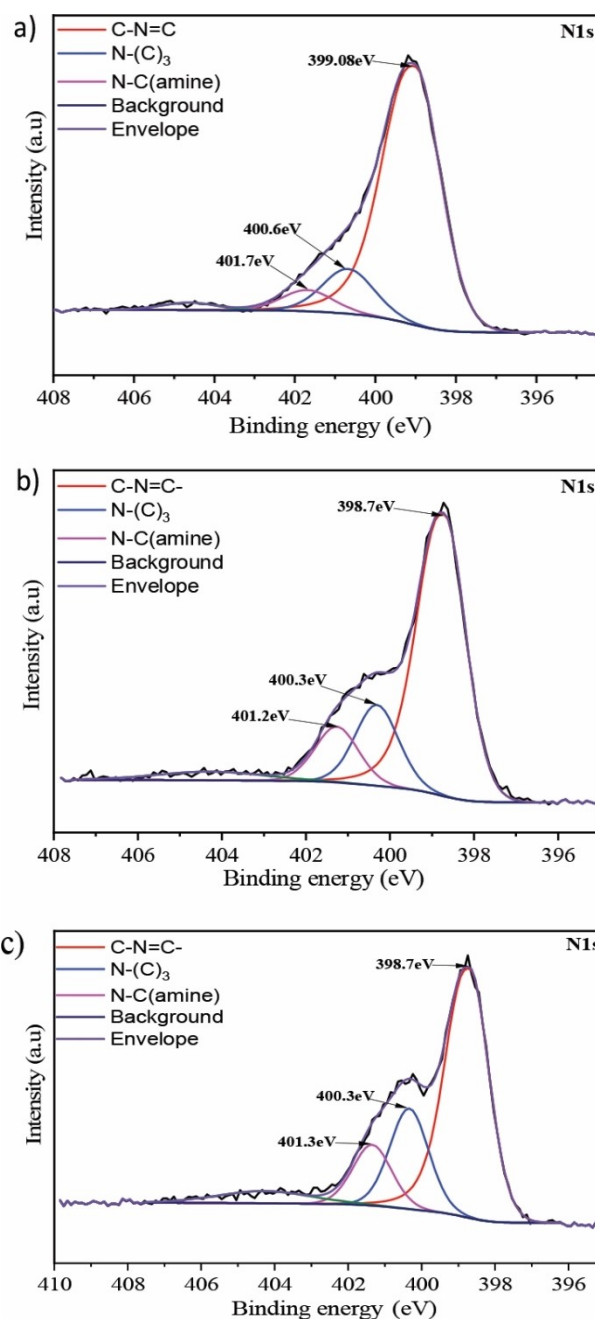 a)
C-N=C
N-(C)3
N-C(amine)
Background
Envelope
N1s
399.08eV
400.6eV
401.7eV
Intensity (a.u)
408 406 404 402 400 398 396
Binding energy (eV)
b)
C-N=C-
N-(C)3
N-C(amine)
Background
Envelope
N1s
398.7eV
400.3eV
401.2eV
Intensity (a.u)
408 406 404 402 400 398 396
Binding energy (eV)
c)
C-N=C-
N-(C)3
N-C(amine)
Background
Envelope
N1s
398.7eV
400.3eV
401.3eV
Intensity (a.u)
410 408 406 404 402 400 398 396
Binding energy (eV)